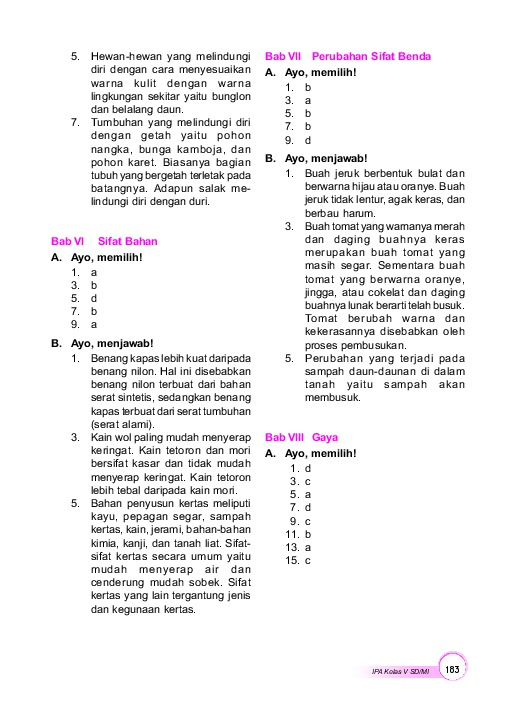 5. Hewan-hewan yang melindungi
diri dengan cara menyesuaikan
warna kulit dengan warna
lingkungan sekitar yaitu bunglon
dan belalang daun.
7. Tumbuhan yang melindungi diri
dengan getah yaitu pohon
nangka, bunga kamboja, dan
pohon karet. Biasanya bagian
tubuh yang bergetah terletak pada
batangnya. Adapun salak me-
lindungi diri dengan duri.
Bab VI Sifat Bahan
A. Ayo, memilih!
1. a
3. b
5. d
7. b
9. a
B. Ayo, menjawab!
1. Benang kapas lebih kuat daripada
benang nilon. Hal ini disebabkan
benang nilon terbuat dari bahan
serat sintetis, sedangkan benang
kapas terbuat dari serat tumbuhan
(serat alami).
3. Kain wol paling mudah menyerap
keringat. Kain tetoron dan mori
bersifat kasar dan tidak mudah
menyerap keringat. Kain tetoron
lebih tebal daripada kain mori.
5. Bahan penyusun kertas meliputi
kayu, pepagan segar, sampah
kertas, kain, jerami, bahan-bahan
kimia, kanji, dan tanah liat. Sifat-
sifat kertas secara umum yaitu
mudah menyerap air dan
cenderung mudah sobek. Sifat
kertas yang lain tergantung jenis
dan kegunaan kertas.
Bab VII Perubahan Sifat Benda
A. Ayo, memilih!
1. b
3. a
5. b
7. b
9. d
B. Ayo, menjawab!
1. Buah jeruk berbentuk bulat dan
berwarna hijau atau oranye. Buah
jeruk tidak lentur, agak keras, dan
berbau harum.
3. Buah tomat yang warnanya merah
dan daging buahnya keras
merupakan buah tomat yang
masih segar. Sementara buah
tomat yang berwarna oranye,
jingga, atau cokelat dan daging
buahnya lunak berarti telah busuk.
Tomat berubah warna dan
kekerasannya disebabkan oleh
proses pembusukan.
5. Perubahan yang terjadi pada
sampah daun-daunan di dalam
tanah yaitu sampah akan
membusuk.
Bab VIII Gaya
A. Ayo, memilih!
1. d
3. c
5. a
7. d
9. c
11. b
13. a
15. c
IPA Kelas V SD/MI 183